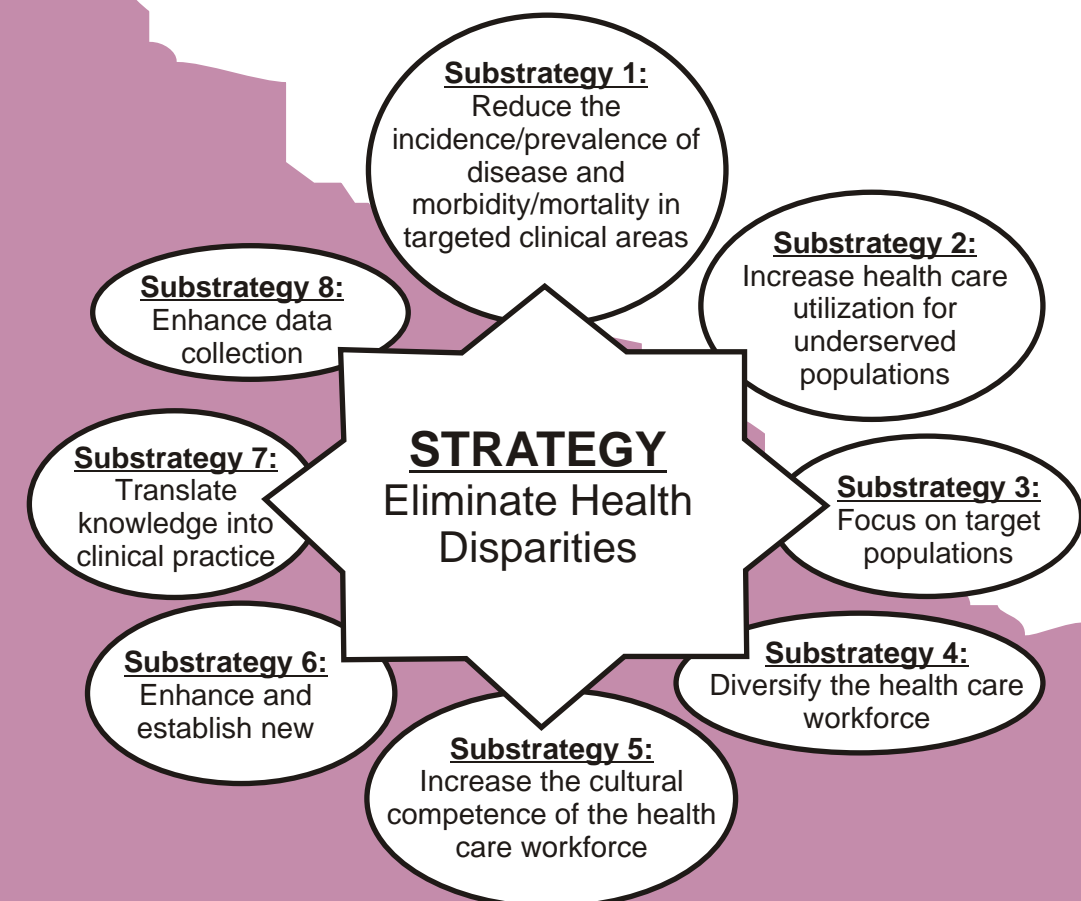 Substrategy 1:
Reduce the
incidence/prevalence of
disease and
morbidity/mortality in
targeted clinical areas
Substrategy 2:
Increase health care
utilization for
underserved
populations
Substrategy 3:
Focus on target
populations
Substrategy 4:
Diversify the health care
workforce
Substrategy 5:
Increase the cultural
competence of the health
care workforce
Substrategy 6:
Enhance and
establish new
Substrategy 7:
Translate
knowledge into
clinical practice
Substrategy 8:
Enhance data
collection
STRATEGY
Eliminate Health
Disparities